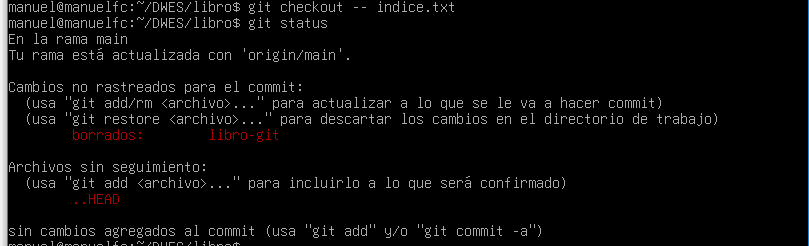 manuel@manuelfc:~/DWES/libro$ git checkout -- indice.txt
manuel@manuelfc:~/DWES/libro$ git status
En la rama main
Tu rama está actualizada con 'origin/main'.
Cambios no rastreados para el commit:
(usa "git add/rm <archivo>..." para actualizar a lo que se le va a hacer commit)
(usa "git restore <archivo>..." para descartar los cambios en el directorio de trabajo)
borrados: libro-git
Archivos sin seguimiento:
(usa "git add <archivo>..." para incluirlo a lo que será confirmado)
..HEAD
sin cambios agregados al commit (usa "git add" y/o "git commit -a")
manuel@manuelfc:~/DWES/libro$